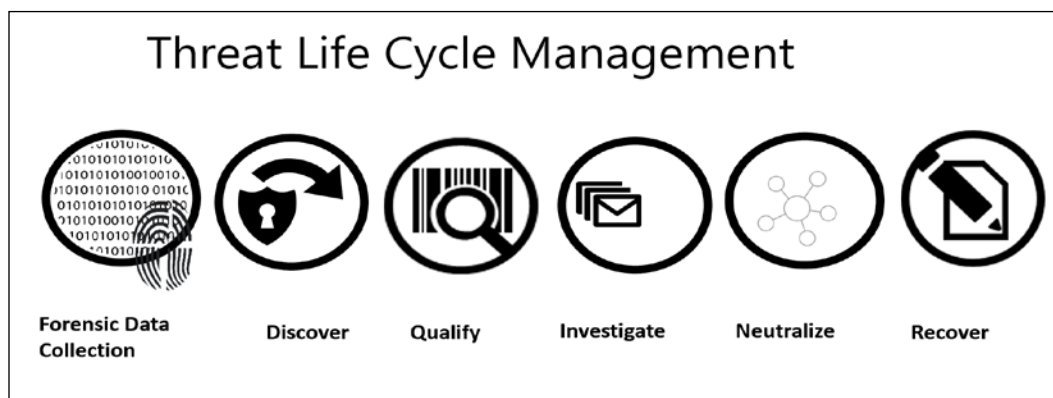 Threat Life Cycle Management
Forensic Data
Collection
Discover
Qualify
Investigate
Neutralize
Recover